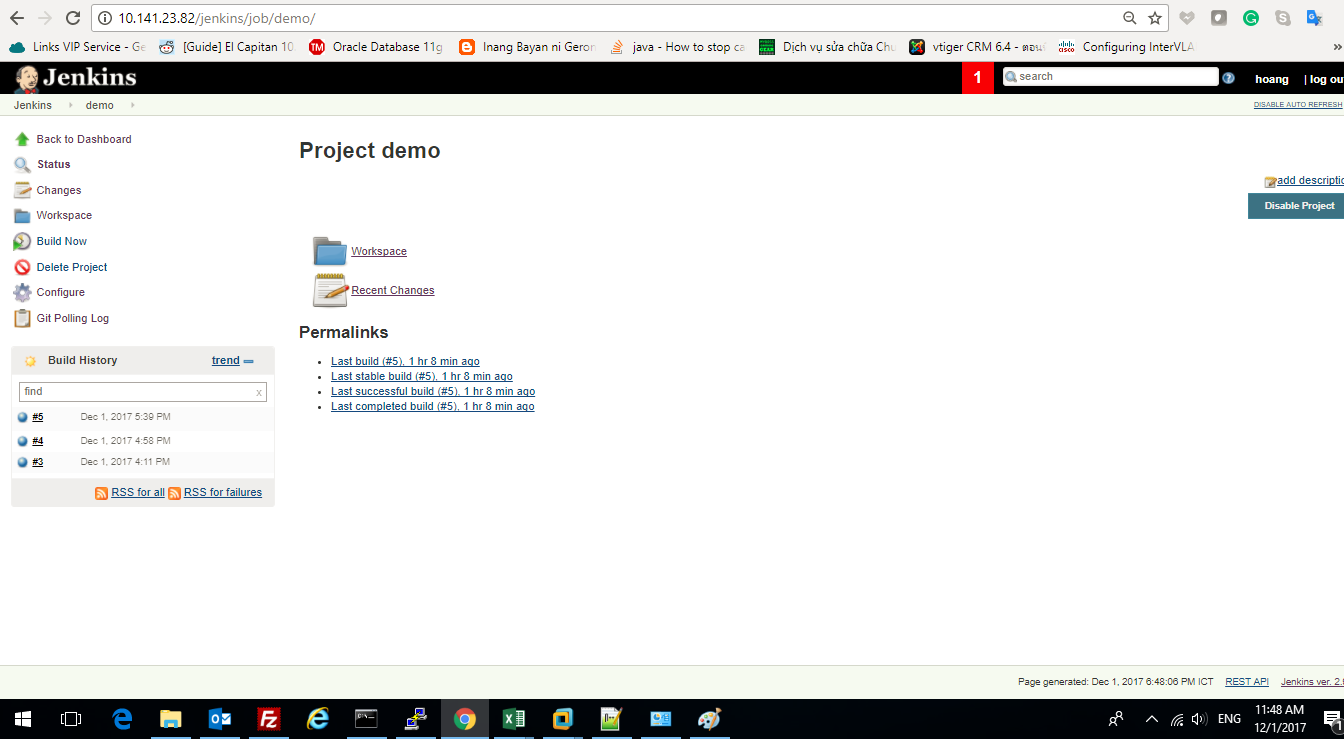 10.141.23.82/jenkins/job/demo/
Links VIP Service - Ge [Guide] El Capitan 10 TM Oracle Database 11g Inang Bayan ni Geron java - How to stop ca Dịch vụ sửa chữa Chu vtiger CRM 6.4 - ตอนที่ cisco Configuring InterVLA »
Jenkins 1 search ? hoang | log ou
Jenkins demo DISABLE AUTO REFRESH
Back to Dashboard
Project demo
Status
add descriptio
Changes
Disable Project
Workspace
Build Now
Workspace
Delete Project
Configure
Recent Changes
Git Polling Log
Permalinks
Build History trend
Last build (#5), 1 hr 8 min ago
Last stable build (#5), 1 hr 8 min ago
find x
Last successful build (#5), 1 hr 8 min ago
Last completed build (#5), 1 hr 8 min ago
#5 Dec 1, 2017 5:39 PM
#4 Dec 1, 2017 4:58 PM
#3 Dec 1, 2017 4:11 PM
RSS for all RSS for failures
Page generated: Dec 1, 2017 6:48:06 PM ICT REST API Jenkins ver. 2.
ENG 11:48 AM
12/1/2017